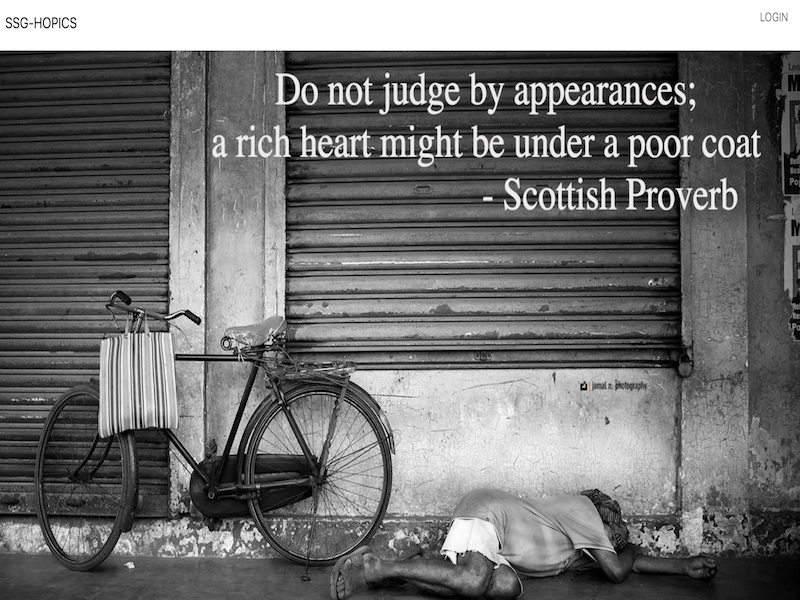 SSG-HOPICS
LOGIN
Do not judge by appearances;
a rich heart might be under a poor coat
- Scottish Proverb
jamal.n. photography